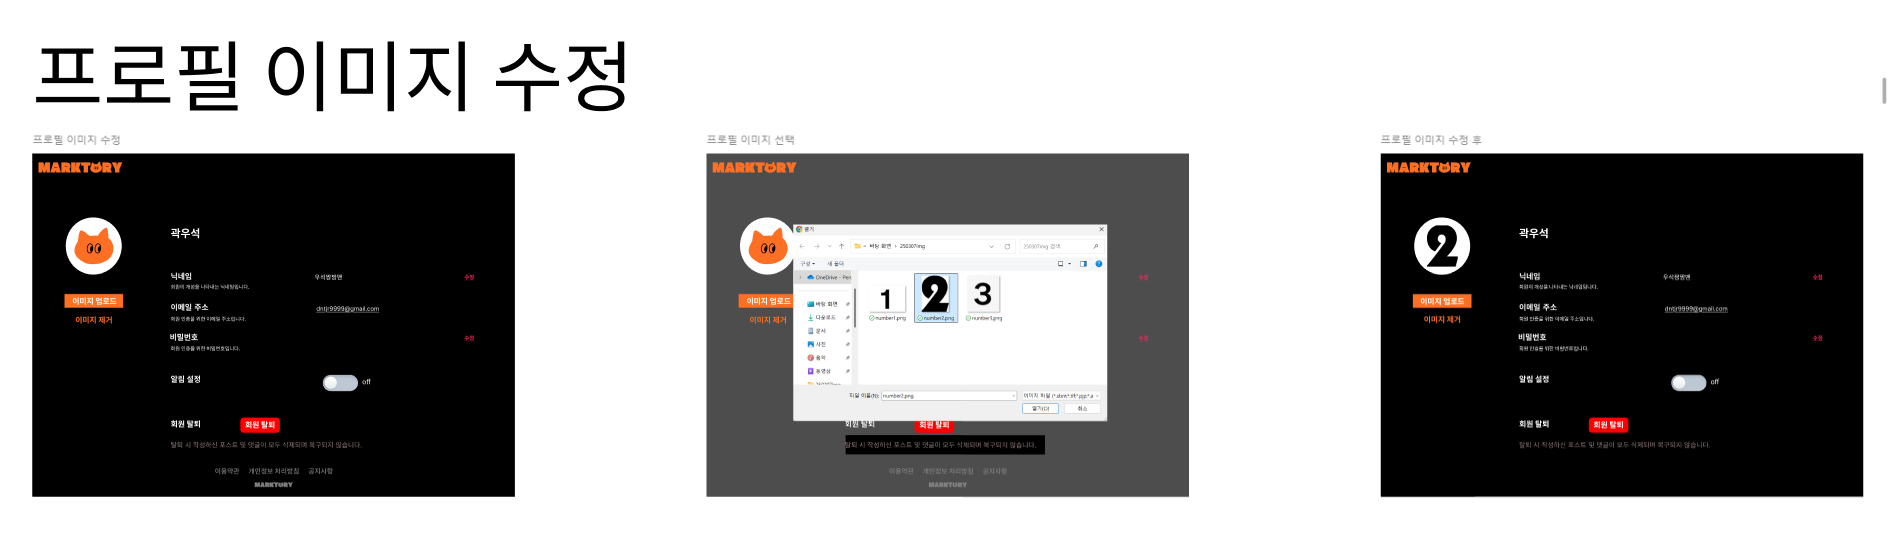 프로필 이미지 수정
프로필 이미지 수정
MARKTORY
곽우석
닉네임
우석짱짱맨
수정
회원의 개성을 나타내는 닉네임입니다.
이미지 업로드
이메일 주소
dntjr9999@gmail.com
이미지 제거
회원 인증을 위한 이메일 주소입니다.
비밀번호
수정
회원 인증을 위한 비밀번호입니다.
알림 설정
off
회원 탈퇴
회원 탈퇴
탈퇴 시 작성하신 포스트 및 댓글이 모두 삭제되며 복구되지 않습니다.
이용약관 개인정보 처리방침 공지사항
MARKTORY
프로필 이미지 선택
MARKTORY
열기
바탕 화면 > 250307img
250307img 검색
구성
새 폴더
OneDrive - Per
바탕 화면
다운로드
문서
사진
음악
동영상
1
2
3
number1.png
number2.png
number3.png
파일 이름(N):
number2.png
열기(O)
취소
이미지 업로드
이미지 제거
수정
수정
회원 탈퇴
회원 탈퇴
탈퇴 시 작성하신 포스트 및 댓글이 모두 삭제되며 복구되지 않습니다.
이용약관 개인정보 처리방침 공지사항
MARKTORY
프로필 이미지 수정 후
MARKTORY
2
곽우석
닉네임
우석짱짱맨
수정
회원의 개성을 나타내는 닉네임입니다.
이미지 업로드
이메일 주소
dntjr9999@gmail.com
이미지 제거
회원 인증을 위한 이메일 주소입니다.
비밀번호
수정
회원 인증을 위한 비밀번호입니다.
알림 설정
off
회원 탈퇴
회원 탈퇴
탈퇴 시 작성하신 포스트 및 댓글이 모두 삭제되며 복구되지 않습니다.